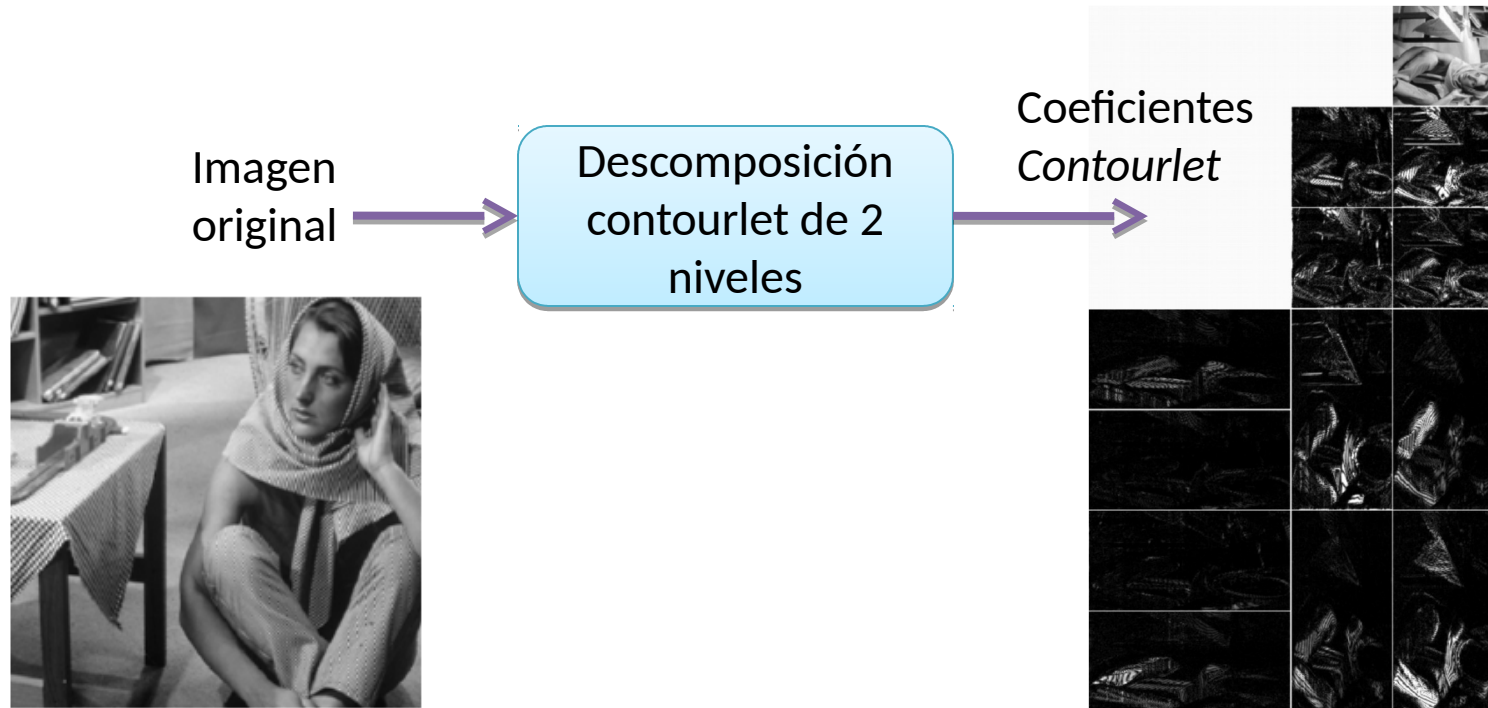 Imagen
original
Descomposición
contourlet de 2
niveles
Coeficientes
Contourlet